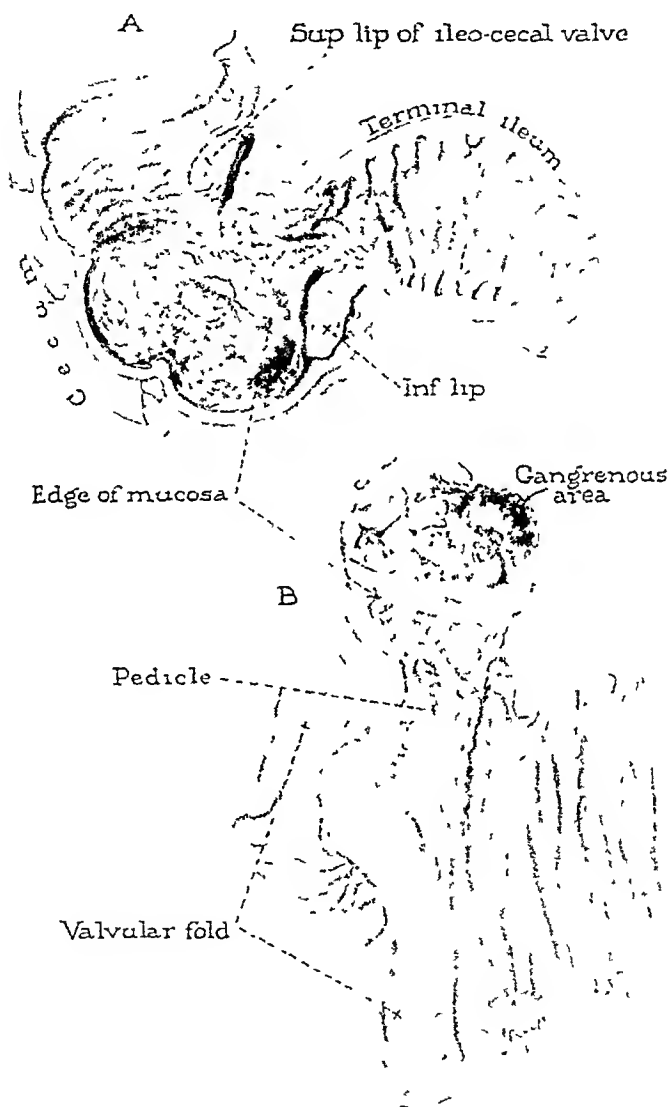 A
Sup lip of ileo-cecal valve
Terminal ileum
Cecum
Inf lip
Edge of mucosa
Gangrenous
area
B
Pedicle
Valvular fold